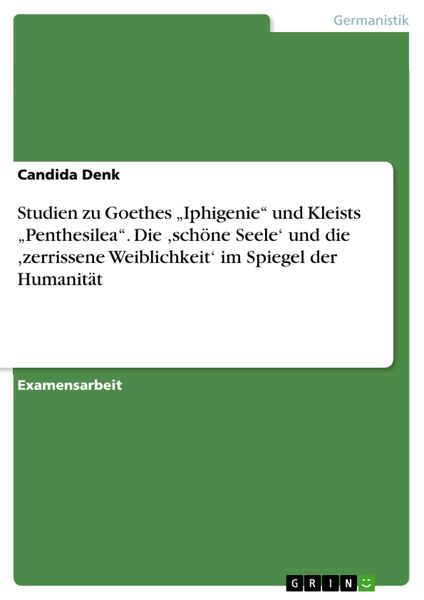 Germanistik
Candida Denk
Studien zu Goethes „Iphigenie“ und Kleists
„Penthesilea“. Die ‚schöne Seele‘ und die
‚zerrissene Weiblichkeit‘ im Spiegel der
Humanität
Examensarbeit
GRIN